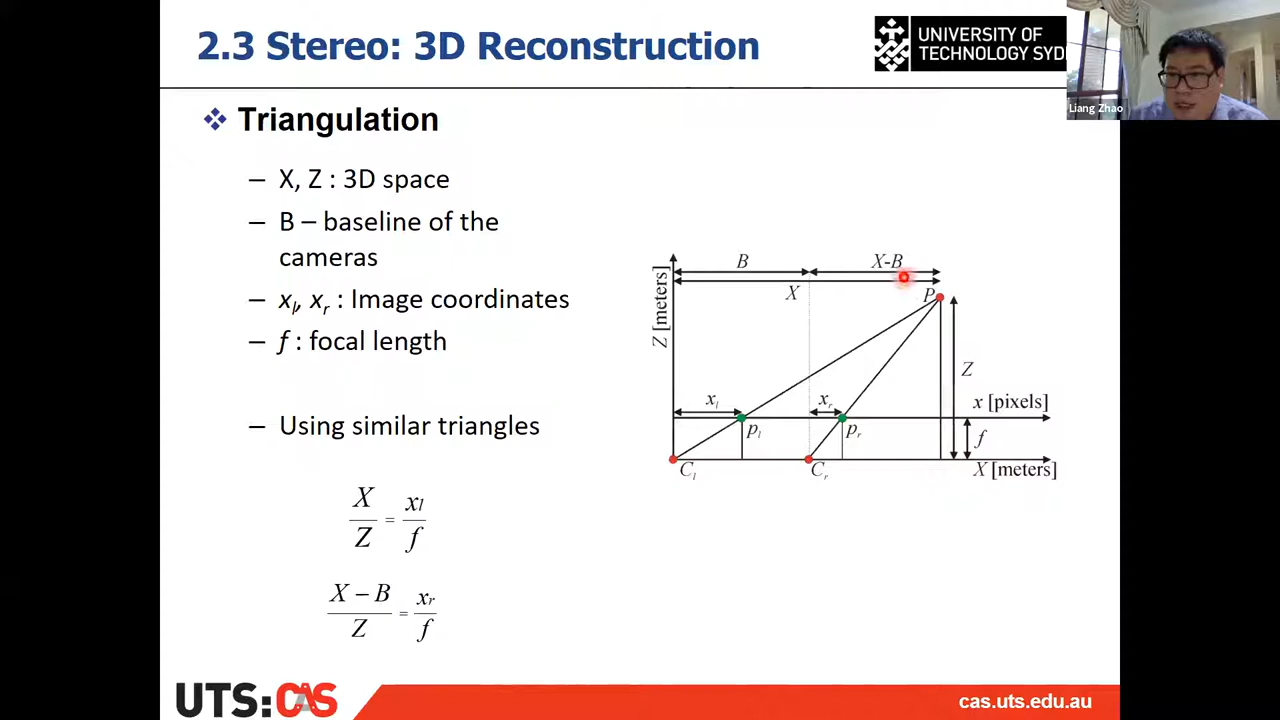 2.3 Stereo: 3D Reconstruction
UNIVERSITY OF
TECHNOLOGY SYD
Liang Zhao
❖ Triangulation
– X, Z : 3D space
– B – baseline of the
cameras
– xl, xr : Image coordinates
– f : focal length
– Using similar triangles
X/Z = xl/f
X – B/Z = xr/f
B
X-B
X
Z [meters]
P
Z
xl
xr
x [pixels]
pl
pr
f
Cl
Cr
X [meters]
UTS:CAS
cas.uts.edu.au